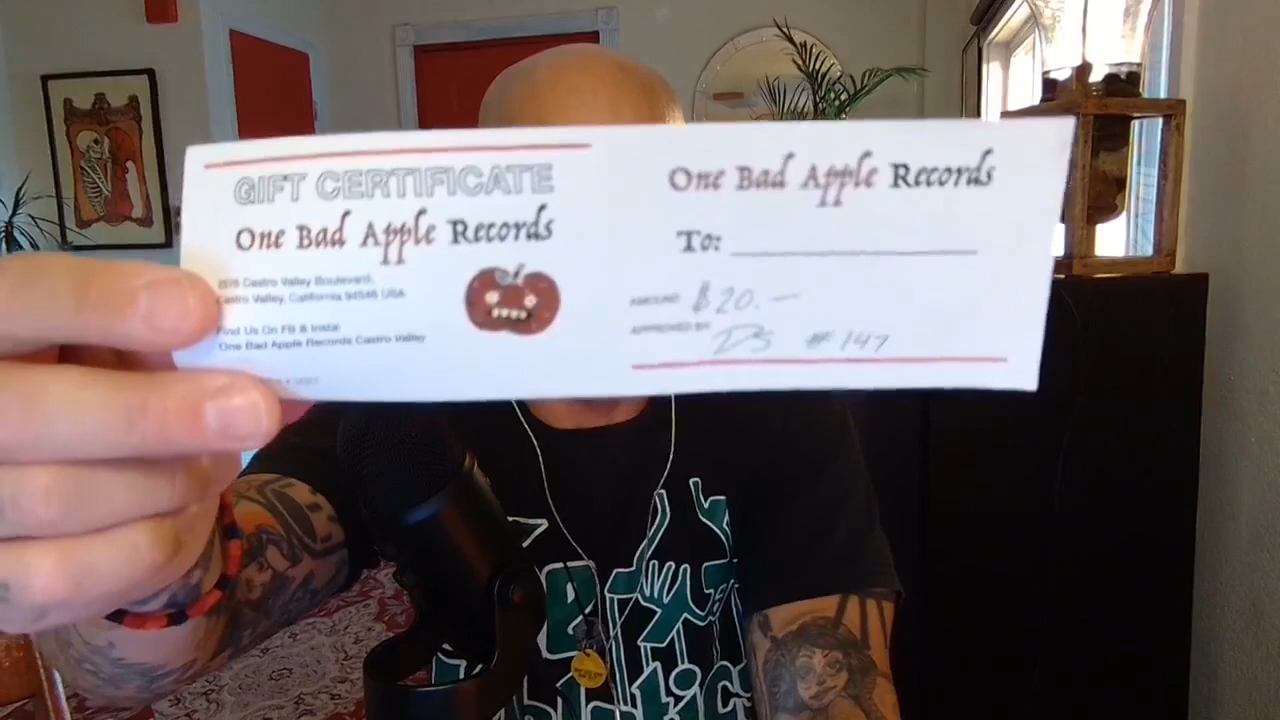 GIFT CERTIFICATE
One Bad Apple Records
Castro Valley Boulevard,
Castro Valley, California 94546 USA
Find Us On FB & Insta!
One Bad Apple Records Castro Valley
One Bad Apple Records
To:
AMOUNT: $20.—
APPROVED BY: DS #147